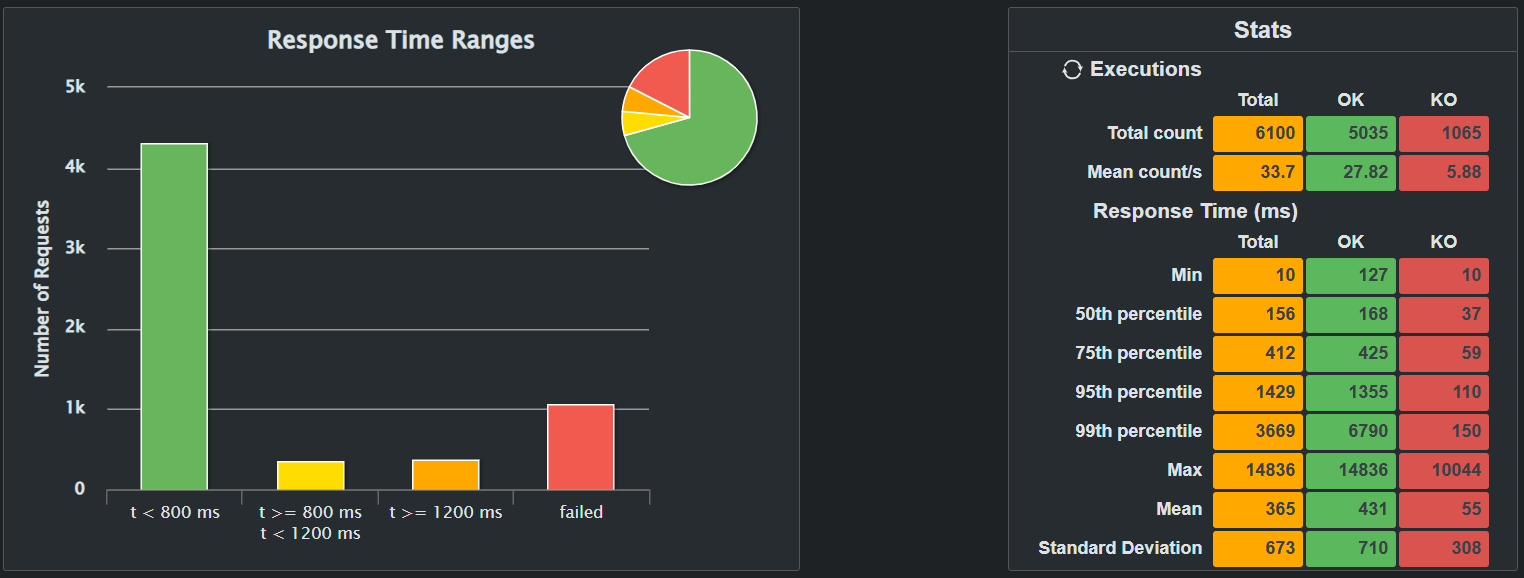 Response Time Ranges
5k
4k
3k
2k
1k
0
Number of Requests
t < 800 ms
t >= 800 ms
t < 1200 ms
t >= 1200 ms
failed
Stats
Executions
Total OK KO
Total count 6100 5035 1065
Mean count/s 33.7 27.82 5.88
Response Time (ms)
Total OK KO
Min 10 127 10
50th percentile 156 168 37
75th percentile 412 425 59
95th percentile 1429 1355 110
99th percentile 3669 6790 150
Max 14836 14836 10044
Mean 365 431 55
Standard Deviation 673 710 308